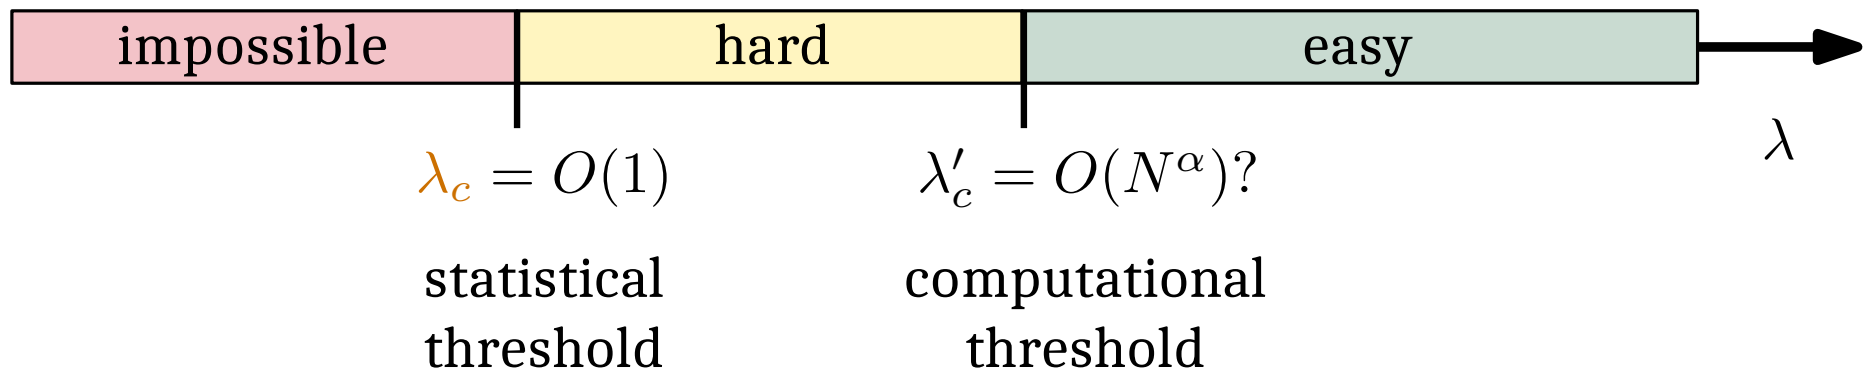 impossible hard easy
λ
λ_c = O(1) λ'_c = O(N^α)?
statistical computational
threshold threshold